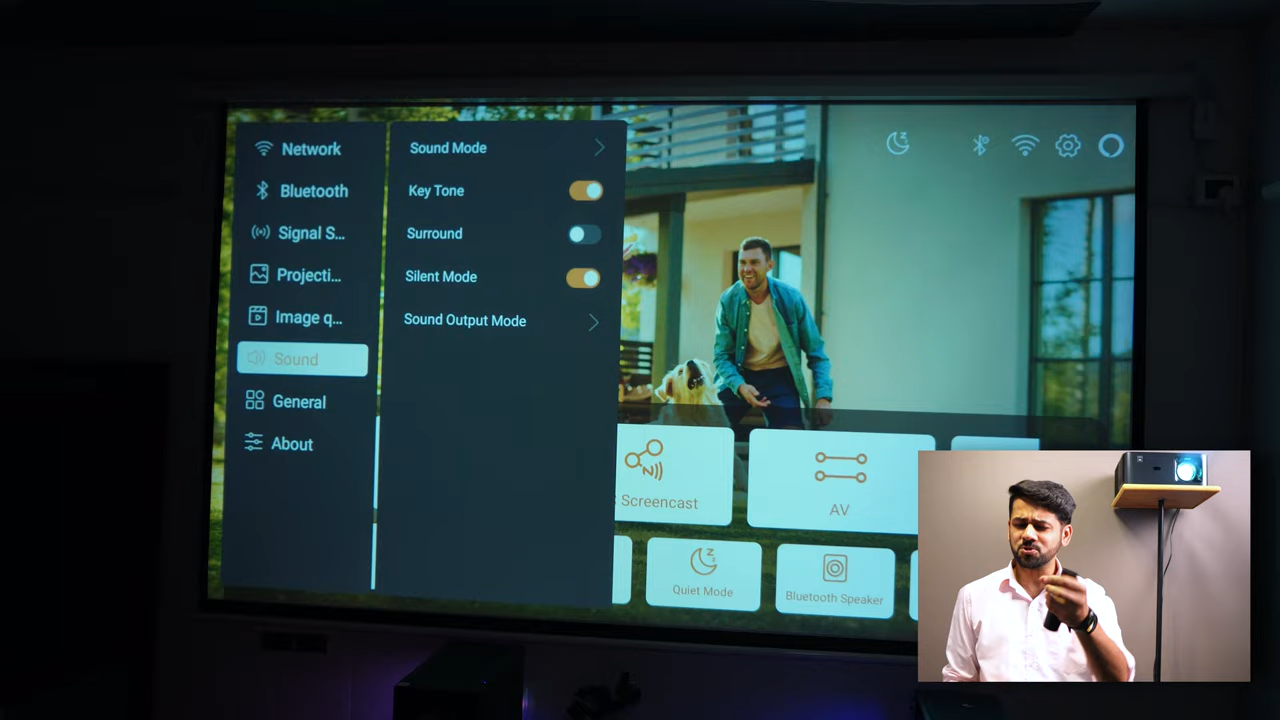 Network
Bluetooth
Signal S...
Projecti...
Image q...
Sound
General
About
Sound Mode
Key Tone
Surround
Silent Mode
Sound Output Mode
Screencast
AV
Quiet Mode
Bluetooth Speaker